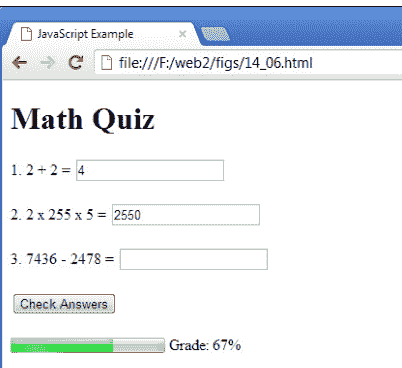 JavaScript Example
file:///F:/web2/figs/14_06.html
Math Quiz
1. 2 + 2 = 4
2. 2 x 255 x 5 = 2550
3. 7436 - 2478 =
Check Answers
Grade: 67%